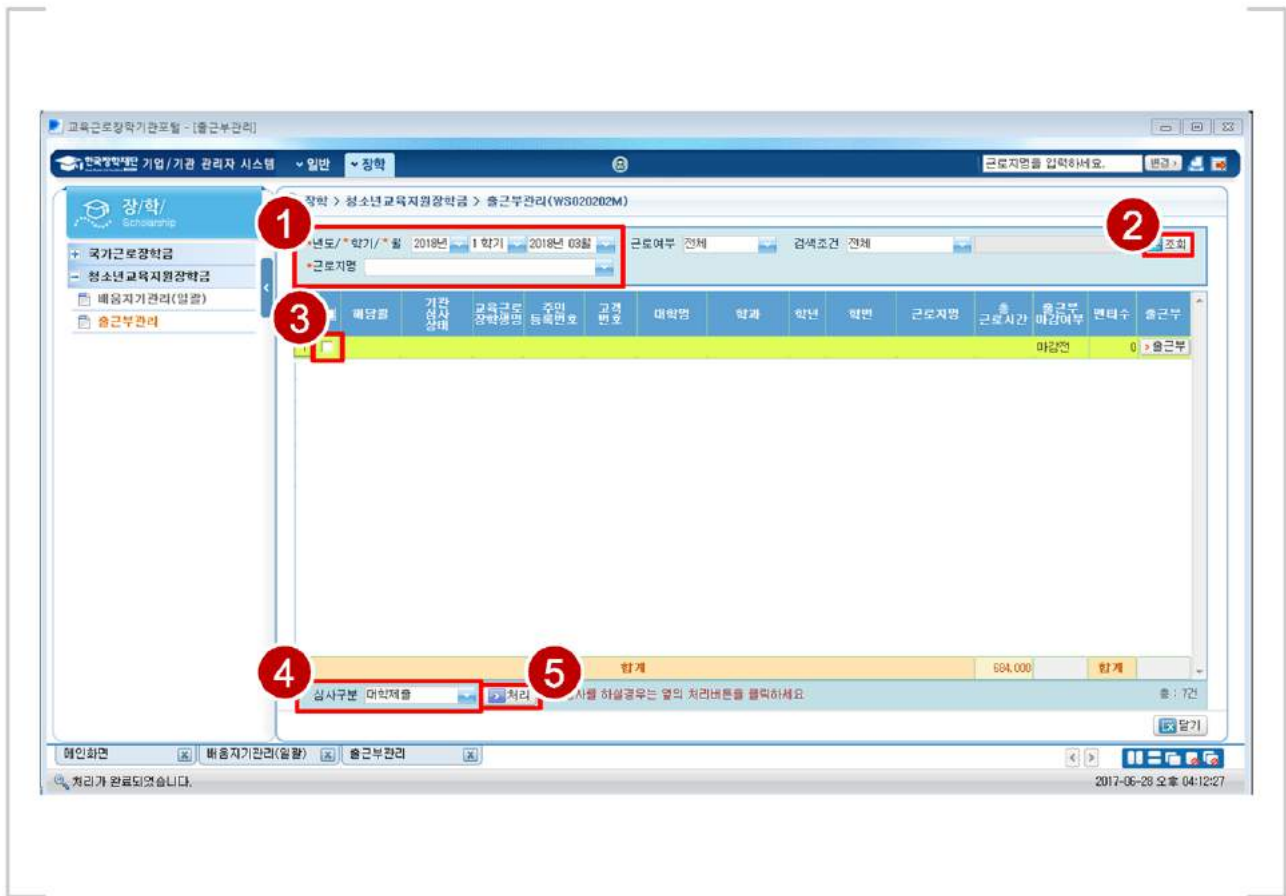 교육근로장학기관포털 - [출근부관리]
한국장학재단 기업/기관 관리자 시스템 일반 장학 근로지명을 입력하세요. 변경
장/학/
Scholarship
국가근로장학금
청소년교육지원장학금
배움지기관리(일괄)
출근부관리
장학 > 청소년교육지원장학금 > 출근부관리(WS020202M)
1 2
*년도/*학기/*월 2018년 1 학기 2018년 03월 근로여부 전체 검색조건 전체 조회
*근로지명
3
해당월 기관심사상태 교육근로장학생명 주민등록번호 고객번호 대학명 학과 학년 학번 근로지명 총근로시간 출근부마감여부 멘티수 출근부
1 마감전 0 출근부
합계 684,000 합계
4 5
심사구분 대학제출 처리 하실경우는 옆의 처리버튼을 클릭하세요 총 : 7건
닫기
메인화면 배움지기관리(일괄) 출근부관리
처리가 완료되었습니다. 2017-06-28 오후 04:12:27